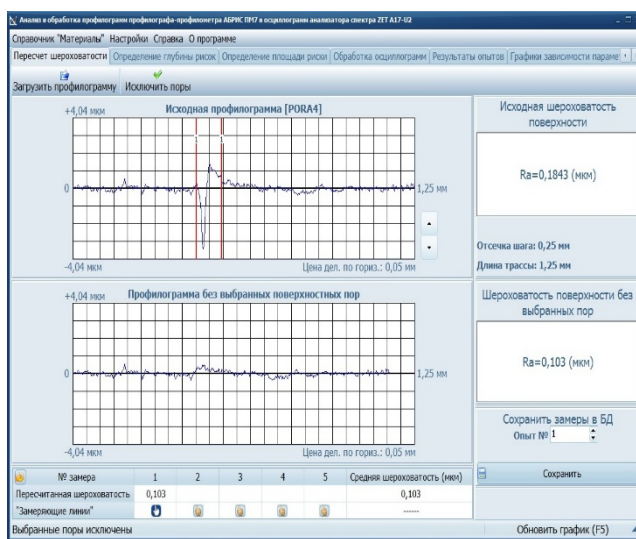 Анализ и обработка профилограмм профилографа-профилометра АБРИС ПМ7 и осциллограмм анализатора спектра ZET A17-U2
Справочник "Материалы" Настройки Справка О программе
Пересчет шероховатости Определение глубины рисок Определение площади риски Обработка осциллограмм Результаты опытов Графики зависимости параме
Загрузить профилограмму Исключить поры
+4,04 мкм Исходная профилограмма [PORA4]
1 1
0 1,25 мм
-4,04 мкм Цена дел. по гориз.: 0,05 мм
Исходная шероховатость поверхности
Ra=0,1843 (мкм)
Отсечка шага: 0,25 мм
Длина трассы: 1,25 мм
+4,04 мкм Профилограмма без выбранных поверхностных пор
0 1,25 мм
-4,04 мкм Цена дел. по гориз.: 0,05 мм
Шероховатость поверхности без выбранных пор
Ra=0,103 (мкм)
Сохранить замеры в БД
Опыт № 1
Сохранить
№ замера 1 2 3 4 5 Средняя шероховатость (мкм)
Пересчитанная шероховатость 0,103 0,103
"Замеряющие линии" ------
Выбранные поры исключены Обновить график (F5)